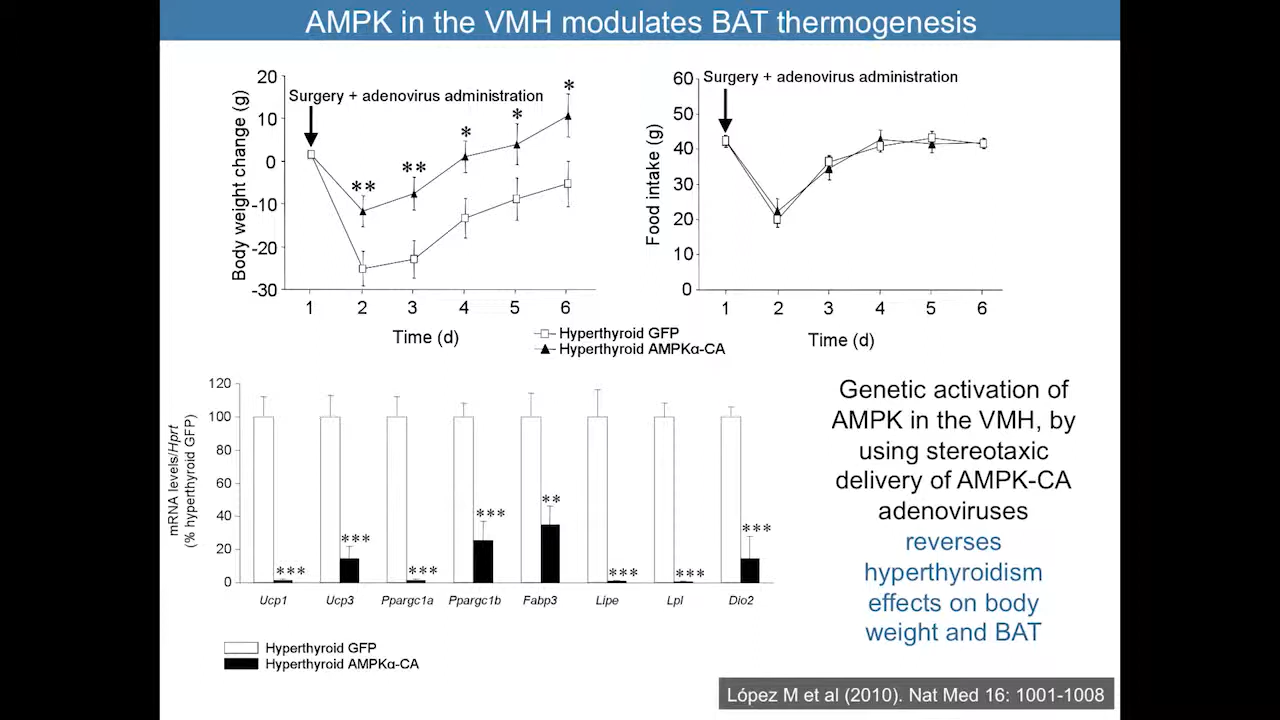 AMPK in the VMH modulates BAT thermogenesis
Body weight change (g)
20
10
0
-10
-20
-30
Surgery + adenovirus administration
**
**
*
*
*
1 2 3 4 5 6
Time (d)
Food intake (g)
60
50
40
30
20
10
0
Surgery + adenovirus administration
1 2 3 4 5 6
Time (d)
Hyperthyroid GFP
Hyperthyroid AMPKα-CA
mRNA levels/Hprt
(% hyperthyroid GFP)
120
100
80
60
40
20
0
*** *** *** *** ** *** *** ***
Ucp1 Ucp3 Ppargc1a Ppargc1b Fabp3 Lipe Lpl Dio2
Hyperthyroid GFP
Hyperthyroid AMPKα-CA
Genetic activation of
AMPK in the VMH, by
using stereotaxic
delivery of AMPK-CA
adenoviruses
reverses
hyperthyroidism
effects on body
weight and BAT
López M et al (2010). Nat Med 16: 1001-1008